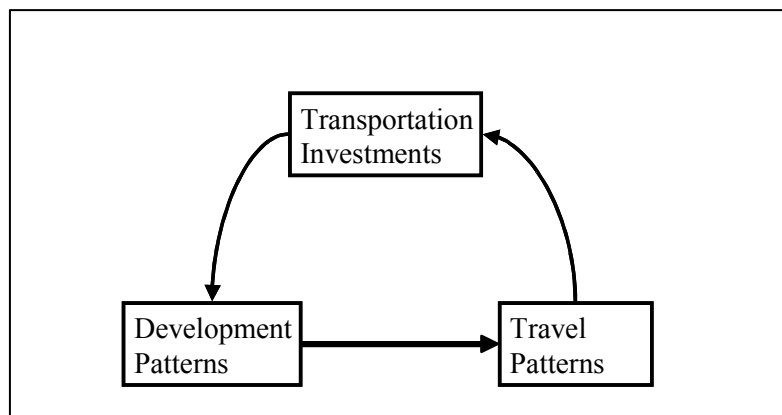 Transportation
Investments
Development
Patterns
Travel
Patterns